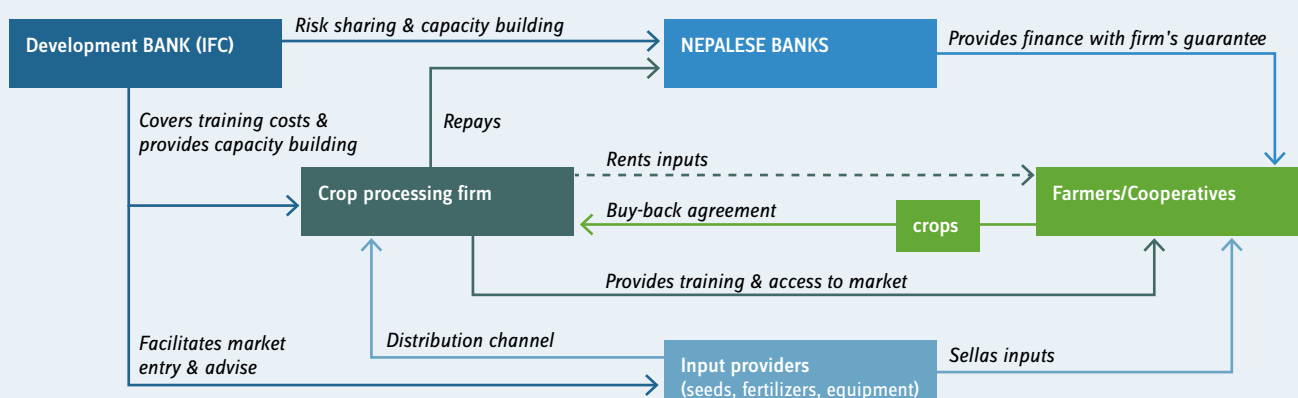 Development BANK (IFC)
Risk sharing & capacity building
NEPALESE BANKS
Provides finance with firm's guarantee
Covers training costs &
provides capacity building
Repays
Crop processing firm
Rents inputs
Farmers/Cooperatives
Buy-back agreement
crops
Provides training & access to market
Facilitates market
entry & advise
Distribution channel
Input providers
(seeds, fertilizers, equipment)
Sellas inputs